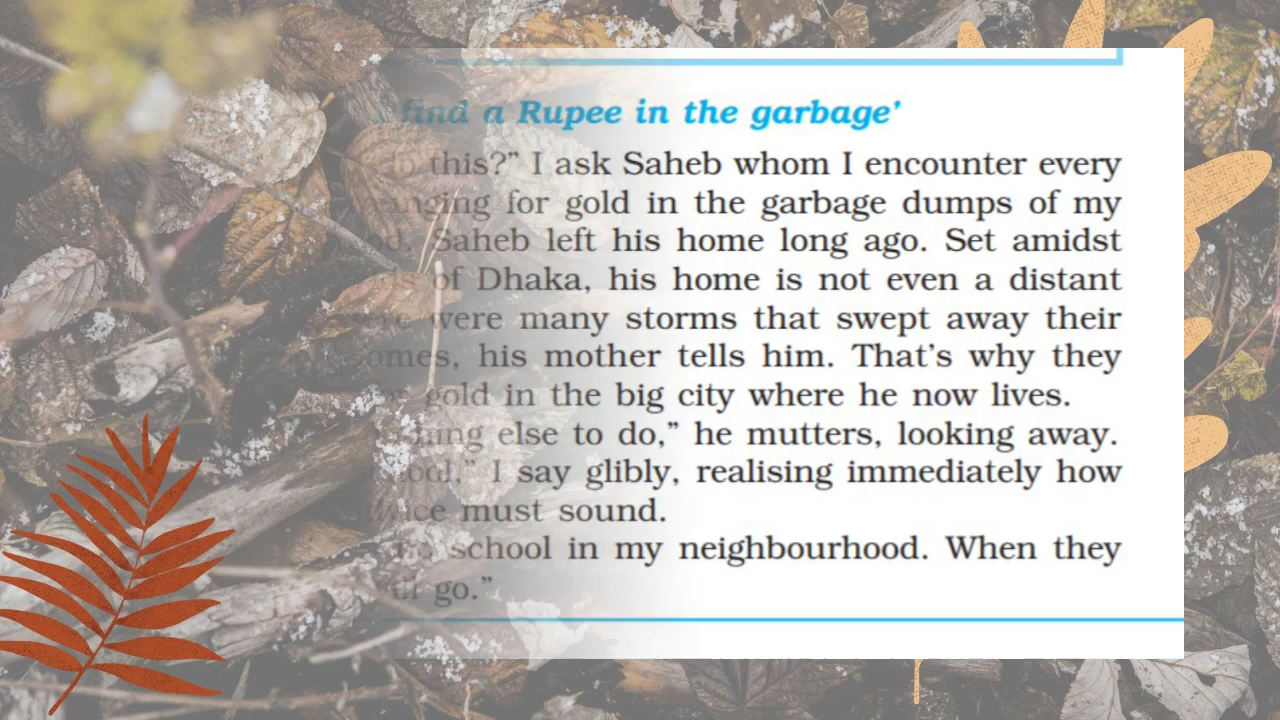 find a Rupee in the garbage’
this?” I ask Saheb whom I encounter every
for gold in the garbage dumps of my
Saheb left his home long ago. Set amidst
of Dhaka, his home is not even a distant
were many storms that swept away their
his mother tells him. That’s why they
gold in the big city where he now lives.
else to do,” he mutters, looking away.
I say glibly, realising immediately how
must sound.
school in my neighbourhood. When they
go.”